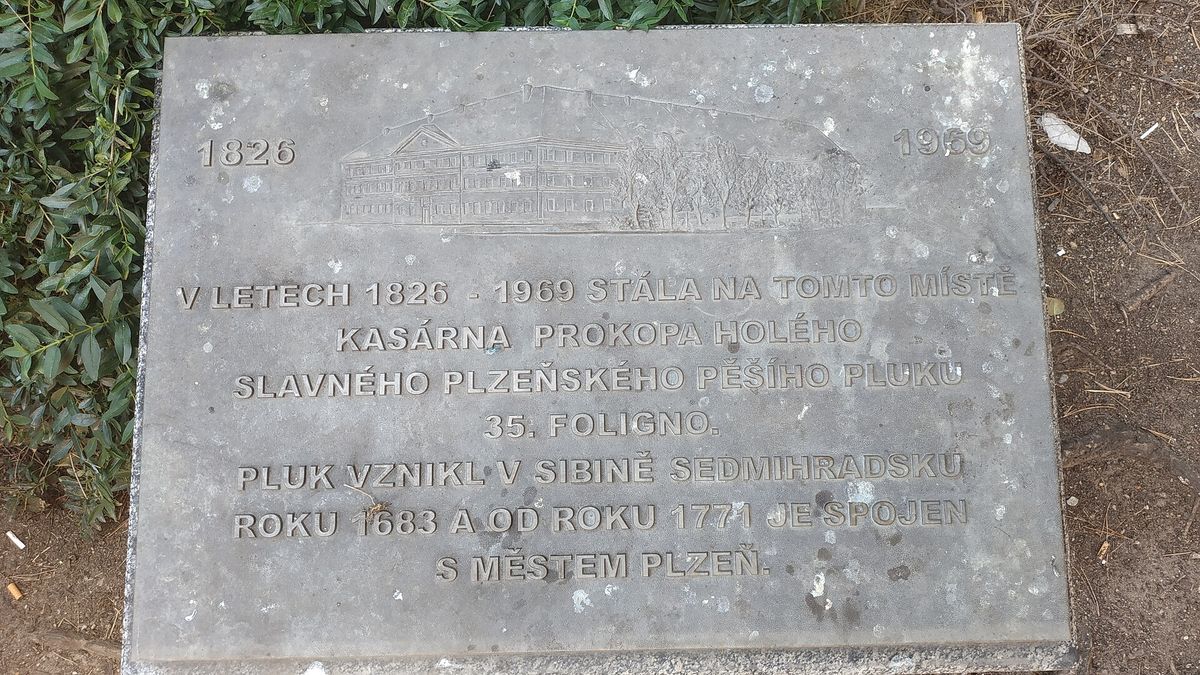 1826 1969
V LETECH 1826 - 1969 STÁLA NA TOMTO MÍSTĚ
KASÁRNA PROKOPA HOLÉHO
SLAVNÉHO PLZEŇSKÉHO PĚŠÍHO PLUKU
35. FOLIGNO.
PLUK VZNIKL V SIBINĚ SEDMIHRADSKU
ROKU 1683 A OD ROKU 1771 JE SPOJEN
S MĚSTEM PLZEŇ.